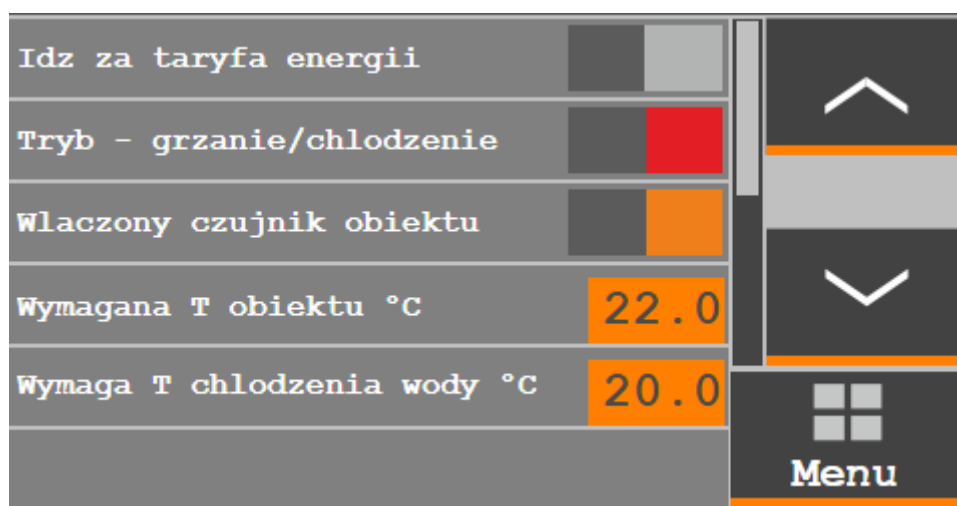 Idz za taryfa energii
Tryb - grzanie/chlodzenie
Wlaczony czujnik obiektu
Wymagana T obiektu °C 22.0
Wymaga T chlodzenia wody °C 20.0
Menu